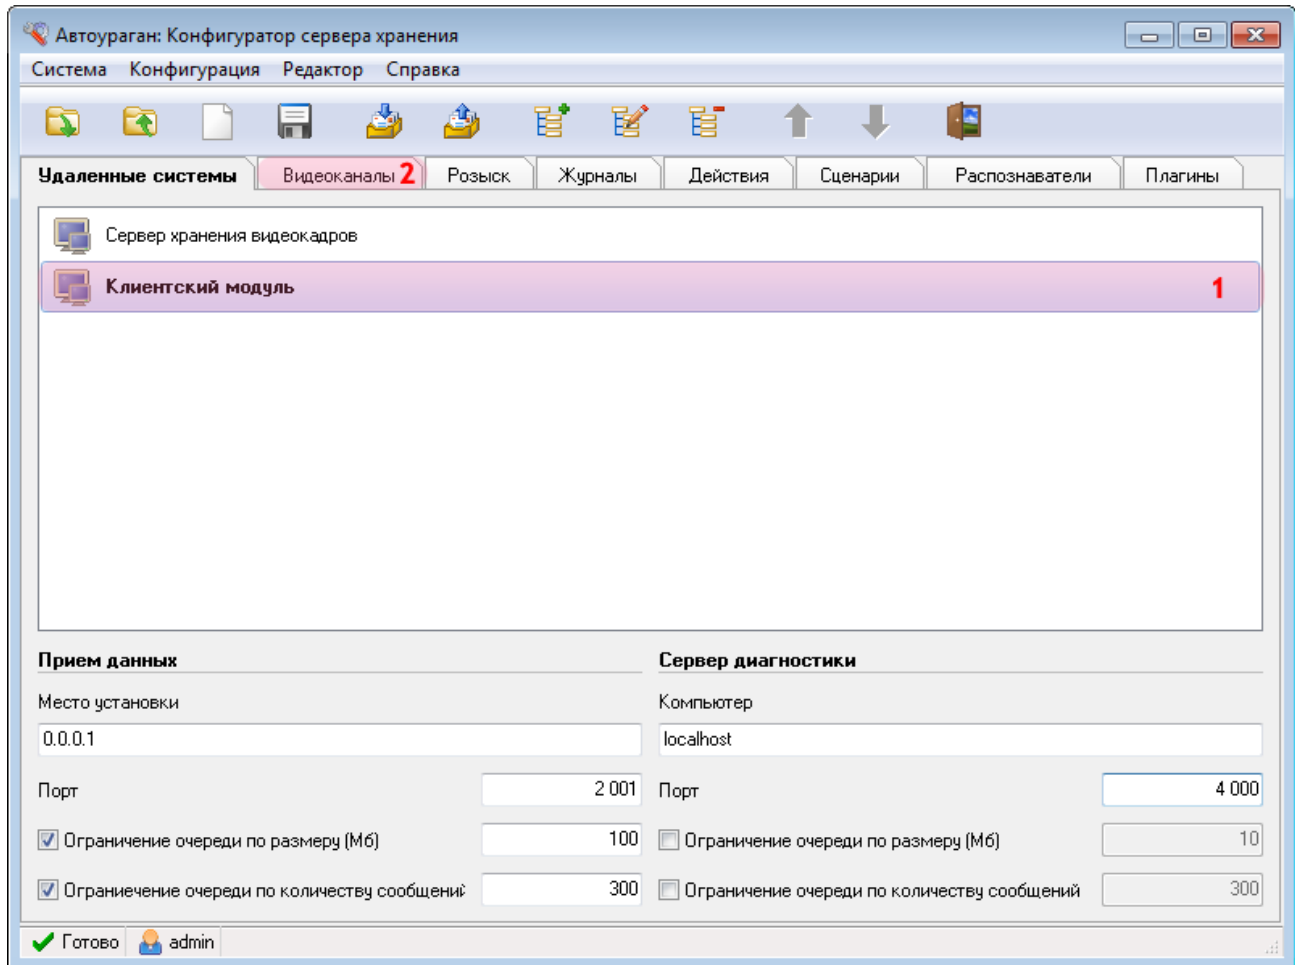 Автоураган: Конфигуратор сервера хранения
Система Конфигурация Редактор Справка
Удаленные системы Видеоканалы 2 Розыск Журналы Действия Сценарии Распознаватели Плагины
Сервер хранения видеокадров
Клиентский модуль 1
Прием данных Сервер диагностики
Место установки Компьютер
0.0.0.1 localhost
Порт 2 001 Порт 4 000
Ограничение очереди по размеру (Мб) 100 Ограничение очереди по размеру (Мб) 10
Ограниечение очереди по количеству сообщений 300 Ограничение очереди по количеству сообщений 300
Готово admin